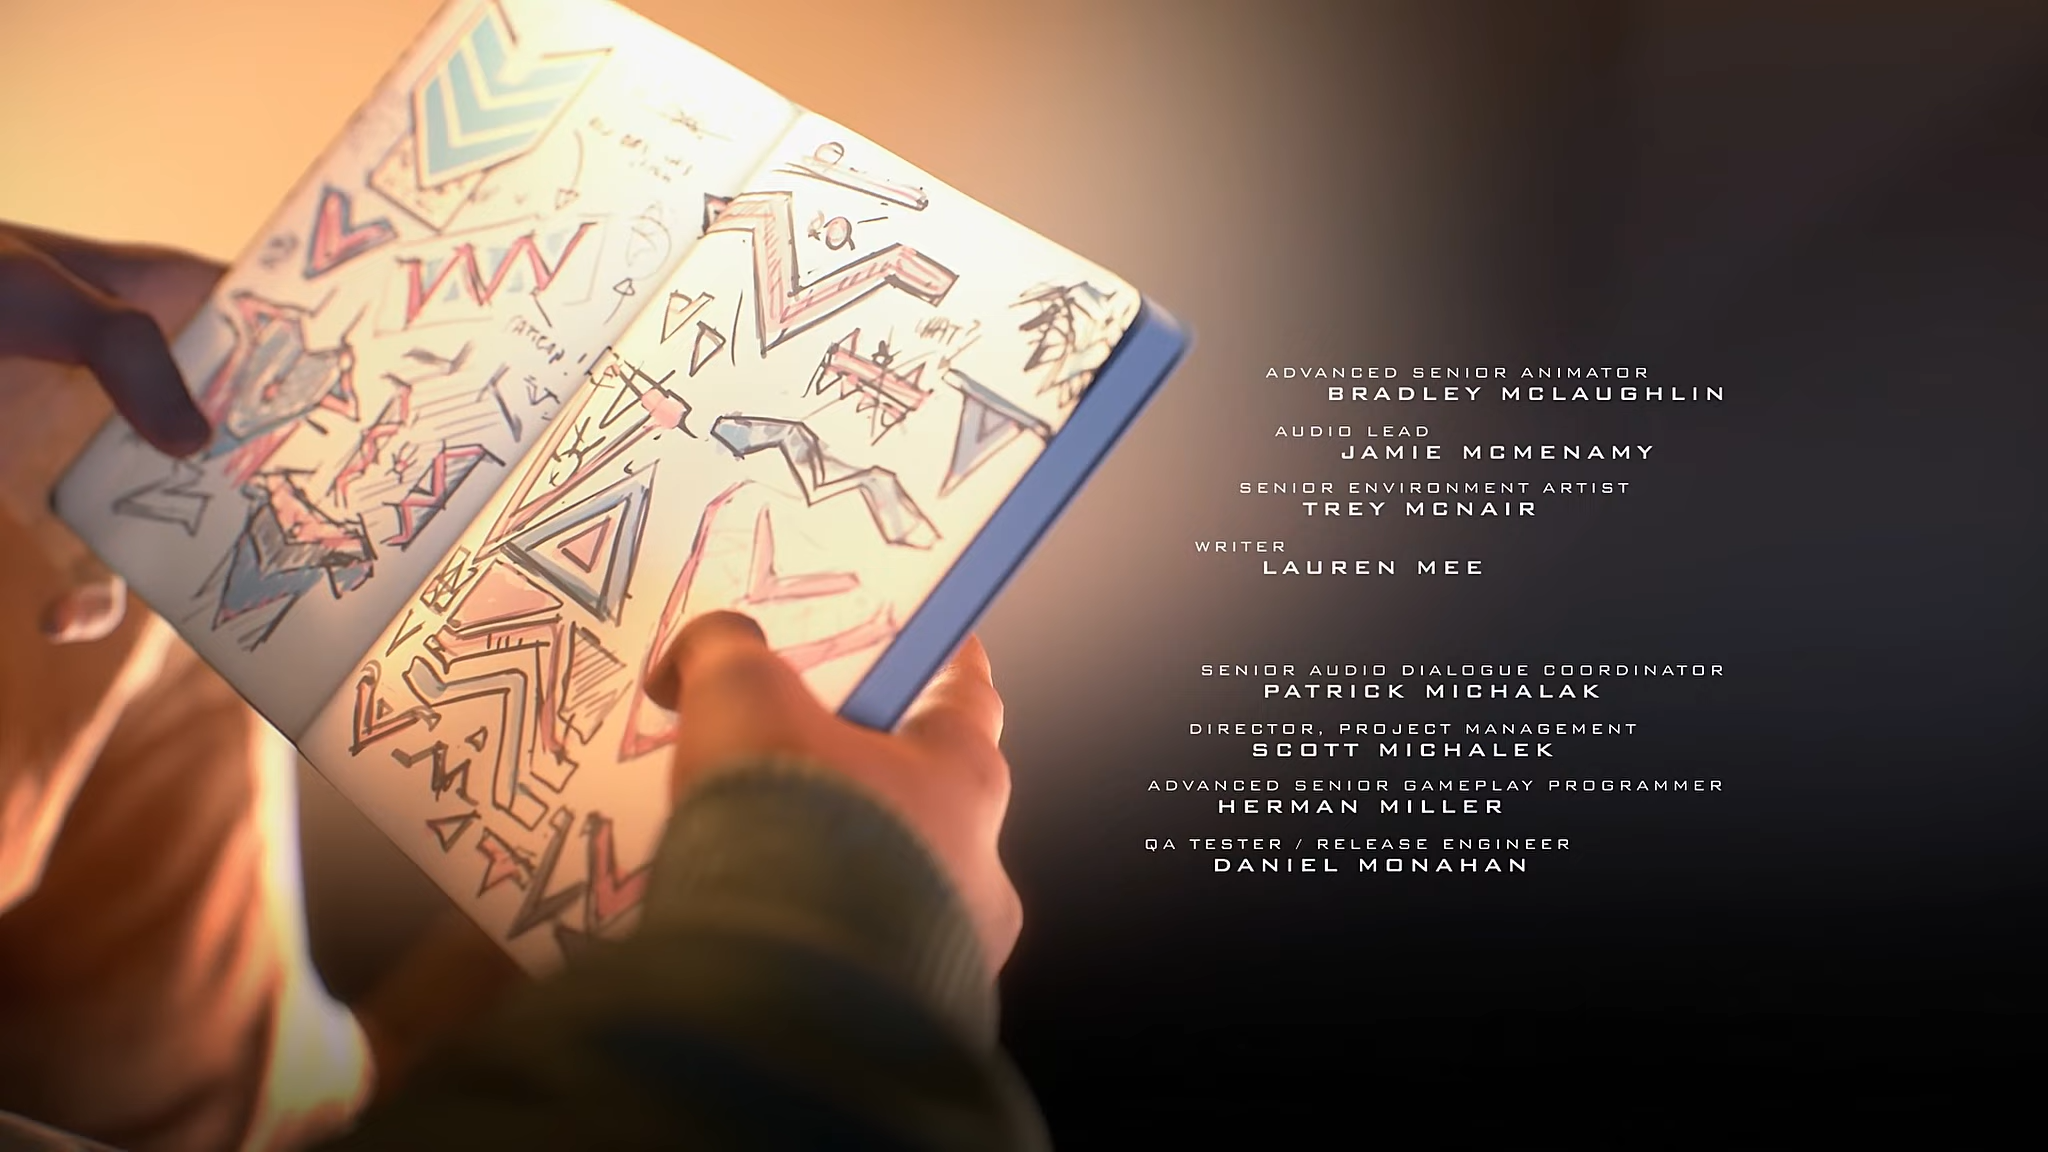 WHAT?
ADVANCED SENIOR ANIMATOR
BRADLEY MCLAUGHLIN
AUDIO LEAD
JAMIE MCMENAMY
SENIOR ENVIRONMENT ARTIST
TREY MCNAIR
WRITER
LAUREN MEE
SENIOR AUDIO DIALOGUE COORDINATOR
PATRICK MICHALAK
DIRECTOR, PROJECT MANAGEMENT
SCOTT MICHALEK
ADVANCED SENIOR GAMEPLAY PROGRAMMER
HERMAN MILLER
QA TESTER / RELEASE ENGINEER
DANIEL MONAHAN